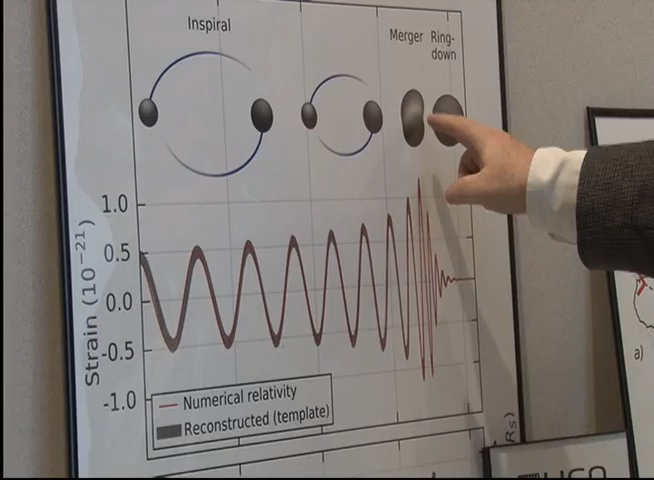 Inspiral
Merger Ring-
down
1.0
0.5
0.0
-0.5
-1.0
Strain (10⁻²¹)
Numerical relativity
Reconstructed (template)
a)